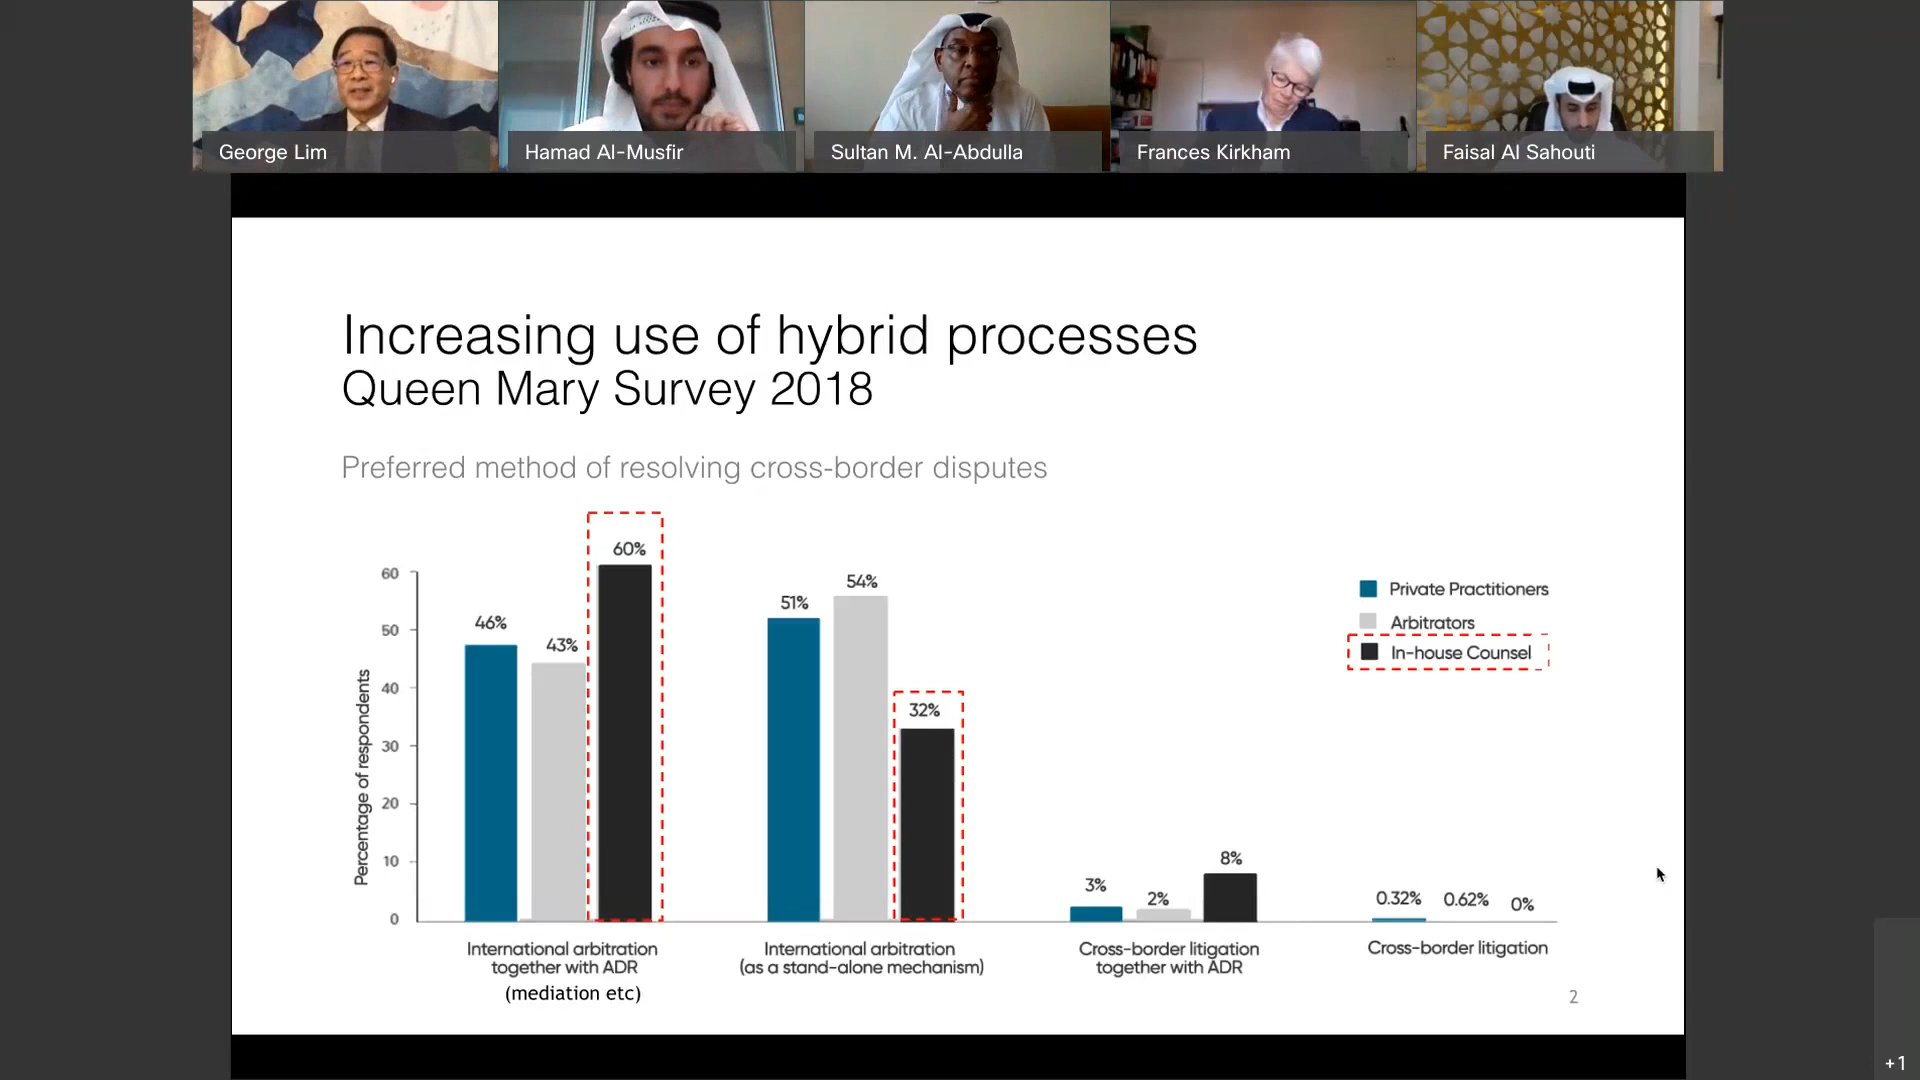 George Lim
Hamad Al-Musfir
Sultan M. Al-Abdulla
Frances Kirkham
Faisal Al Sahouti
Increasing use of hybrid processes
Queen Mary Survey 2018
Preferred method of resolving cross-border disputes
Percentage of respondents
60
50
40
30
20
10
0
46%
43%
60%
51%
54%
32%
3%
2%
8%
0.32%
0.62%
0%
Private Practitioners
Arbitrators
In-house Counsel
International arbitration
together with ADR
(mediation etc)
International arbitration
(as a stand-alone mechanism)
Cross-border litigation
together with ADR
Cross-border litigation
2
+1